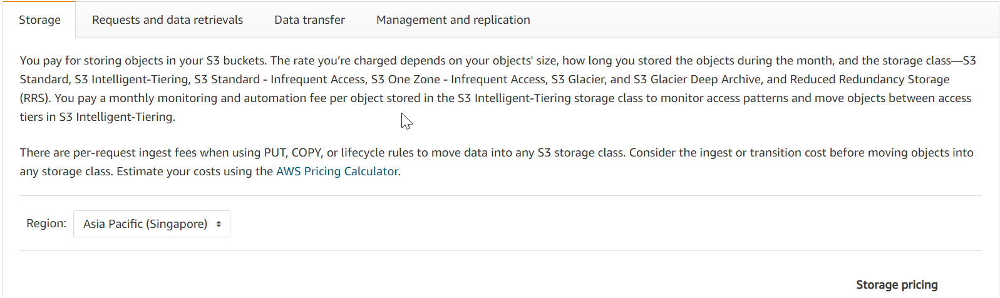 Storage
Requests and data retrievals
Data transfer
Management and replication
You pay for storing objects in your S3 buckets. The rate you’re charged depends on your objects' size, how long you stored the objects during the month, and the storage class—S3
Standard, S3 Intelligent-Tiering, S3 Standard - Infrequent Access, S3 One Zone - Infrequent Access, S3 Glacier, and S3 Glacier Deep Archive, and Reduced Redundancy Storage
(RRS). You pay a monthly monitoring and automation fee per object stored in the S3 Intelligent-Tiering storage class to monitor access patterns and move objects between access
tiers in S3 Intelligent-Tiering.
There are per-request ingest fees when using PUT, COPY, or lifecycle rules to move data into any S3 storage class. Consider the ingest or transition cost before moving objects into
any storage class. Estimate your costs using the AWS Pricing Calculator.
Region: Asia Pacific (Singapore)
Storage pricing